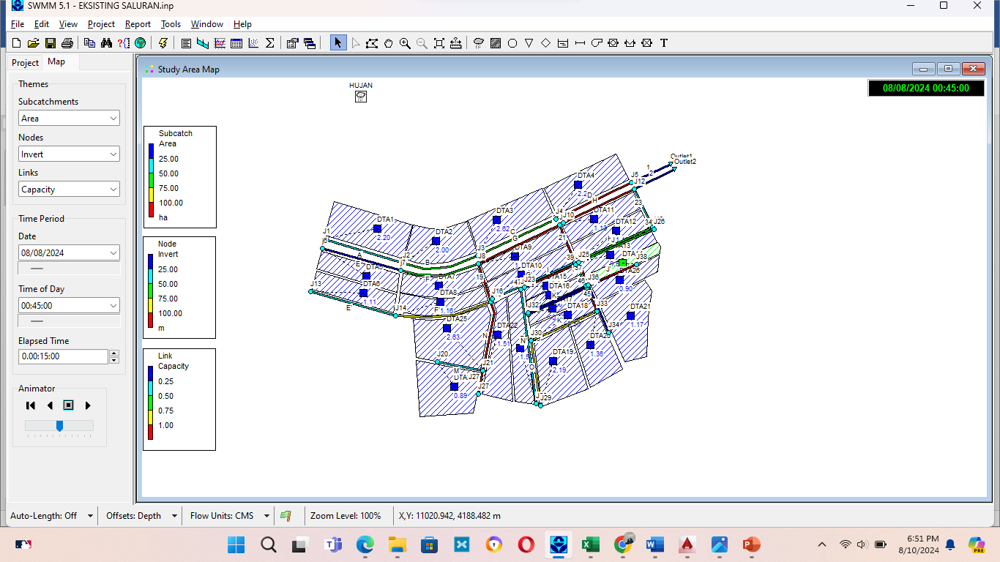 SWMM 5.1 - EKSISTING SALURAN.inp
File Edit View Project Report Tools Window Help
Project Map
Themes
Subcatchments
Area
Nodes
Invert
Links
Capacity
Time Period
Date
08/08/2024
Time of Day
00:45:00
Elapsed Time
0.00:15:00
Animator
Study Area Map
08/08/2024 00:45:00
HUJAN
Subcatch
Area
25.00
50.00
75.00
100.00
ha
Node
Invert
25.00
50.00
75.00
100.00
m
Link
Capacity
0.25
0.50
0.75
1.00
Outlet1
Outlet2
1
2
J5
J12
DTA4
D
H
23
J26
34
DTA3
2.62
J4
J10
DTA11
1.13
DTA12
DTA1
2.20
DTA2
2.00
J1
j6
A
E
J2
j7
B
F
C
G
J3
J8
21
DTA9
J25
39
37
J38
DTA6
1.11
J13
E'
J14
DTA8
1.16
F'
19
J16
DTA10
47
J23
DTA16
46
J36
45
0.90
J32
DTA18
K'
J33
J34
DTA21
1.17
DTA25
2.63
N
DTA22
1.51
N'
J30
DTA19
2.19
1.36
J20
M
J21
J27
J27
0.89
O
J29
Auto-Length: Off Offsets: Depth Flow Units: CMS Zoom Level: 100% X,Y: 11020.942, 4188.482 m
6:51 PM
8/10/2024
PRE